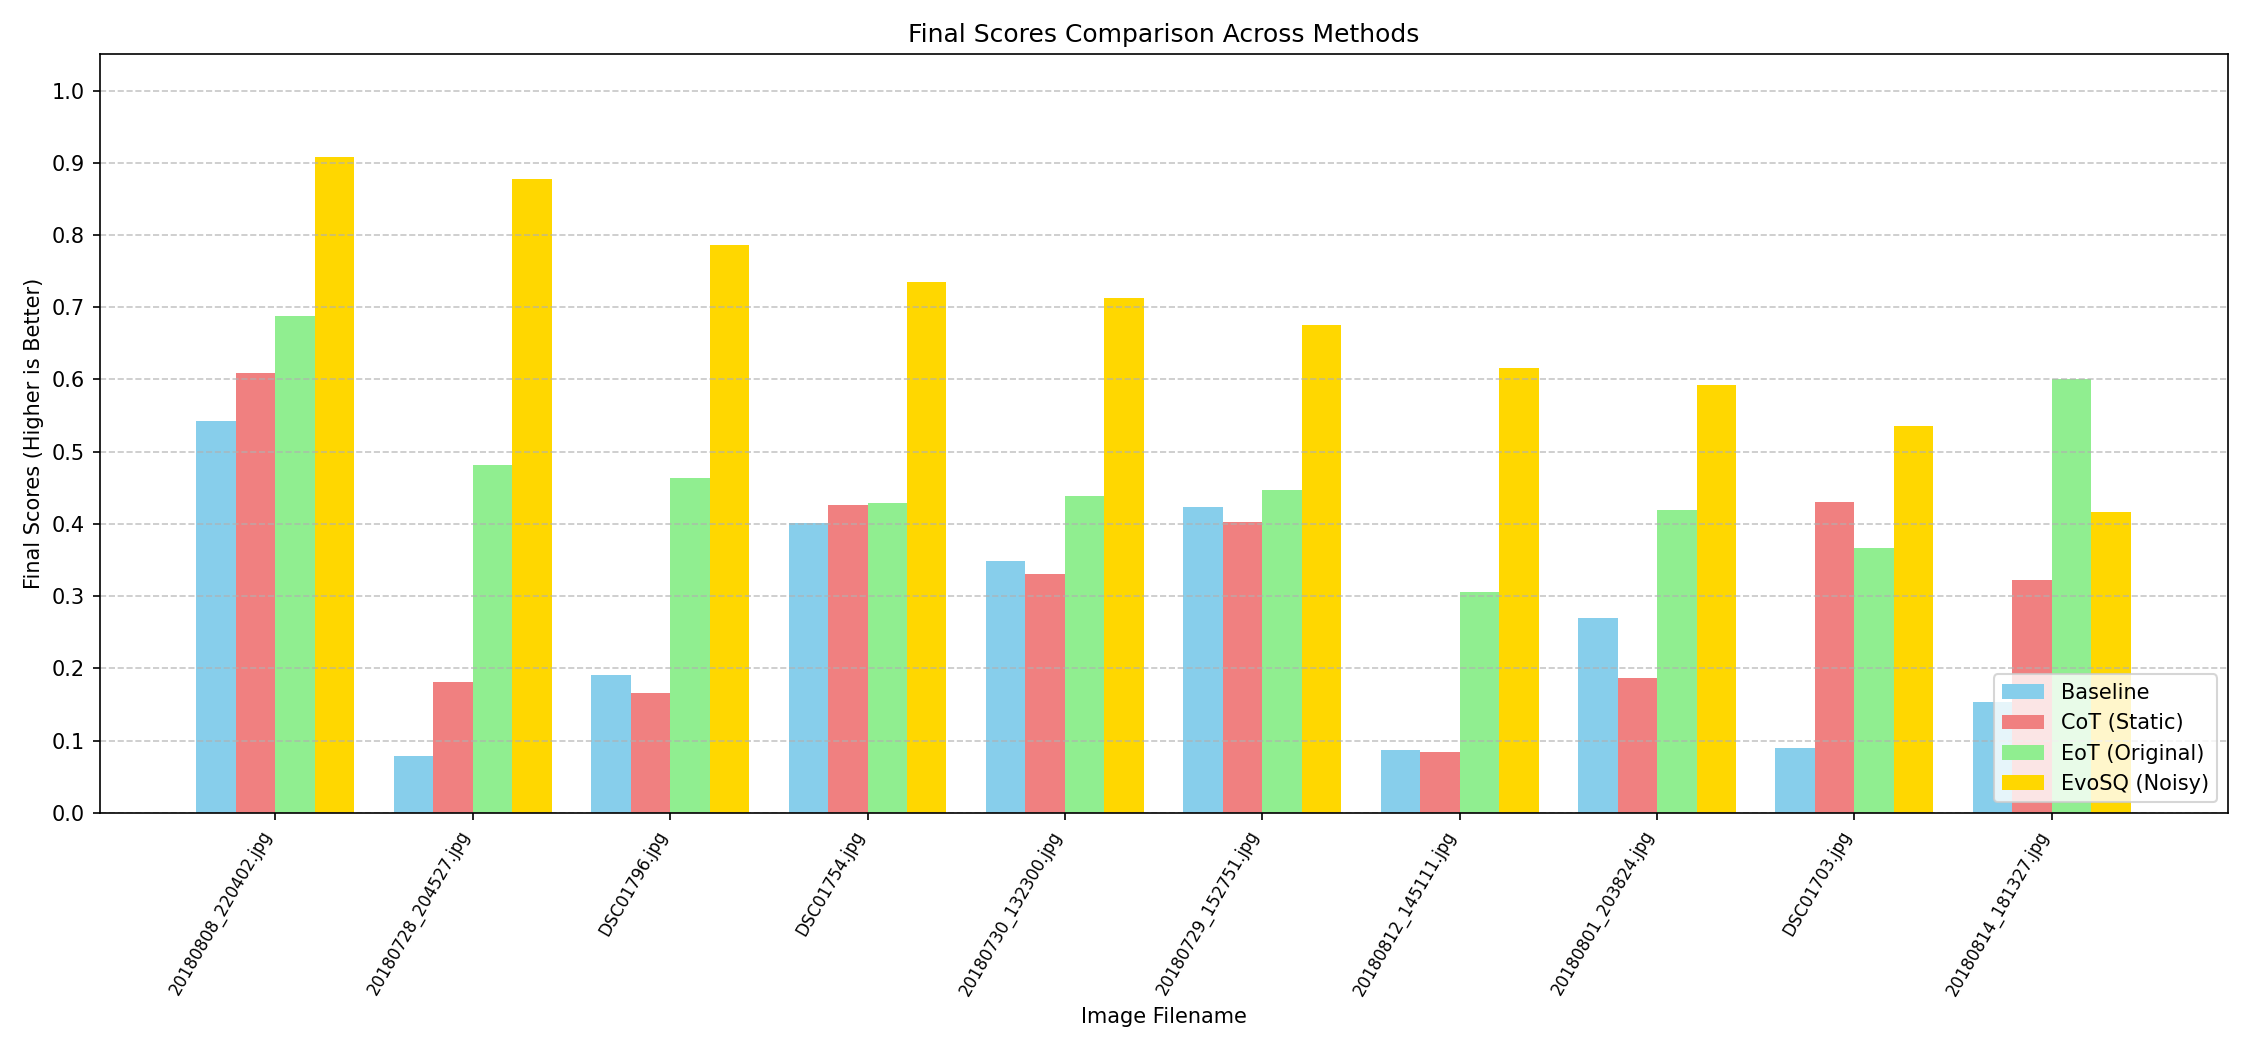 Final Scores Comparison Across Methods
Final Scores (Higher is Better)
1.0
0.9
0.8
0.7
0.6
0.5
0.4
0.3
0.2
0.1
0.0
Baseline
CoT (Static)
EoT (Original)
EvoSQ (Noisy)
20180808_220402.jpg
20180728_204527.jpg
DSC01796.jpg
DSC01754.jpg
20180730_132300.jpg
20180729_152751.jpg
20180812_145111.jpg
20180801_203824.jpg
DSC01703.jpg
20180814_181327.jpg
Image Filename